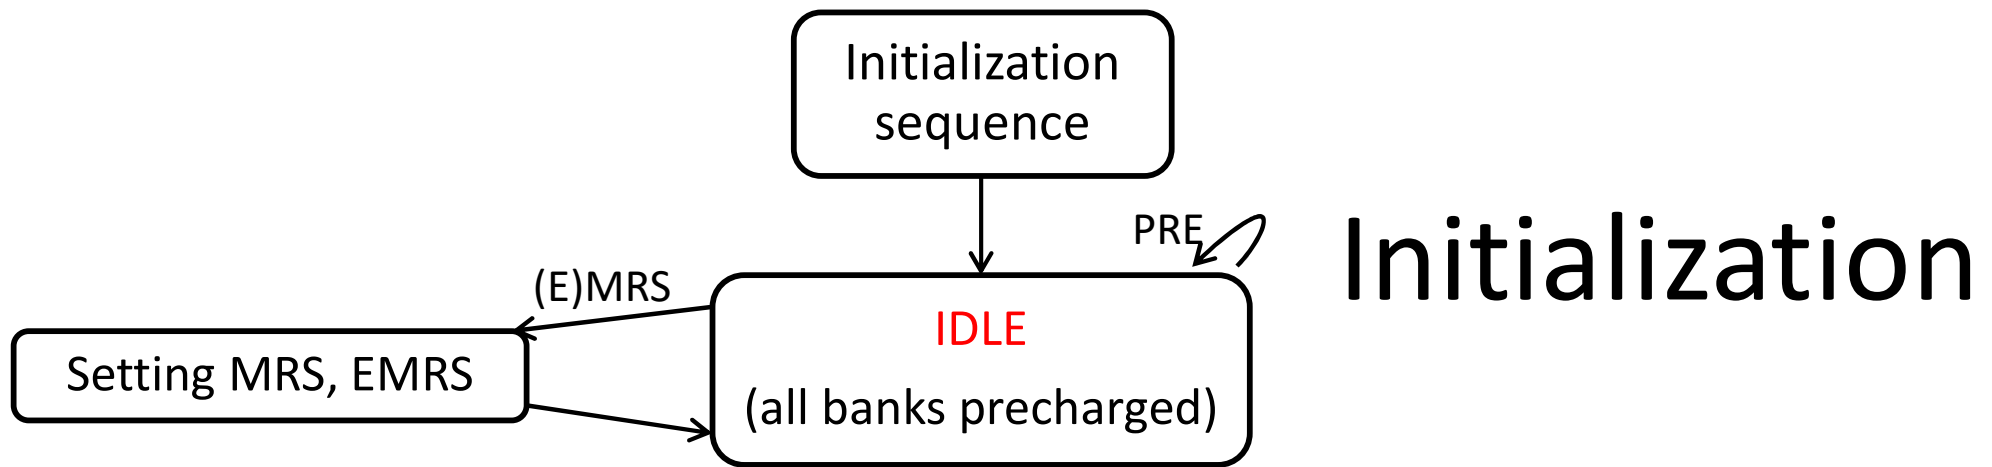 Initialization
sequence
PRE
Initialization
(E)MRS
IDLE
Setting MRS, EMRS
(all banks precharged)